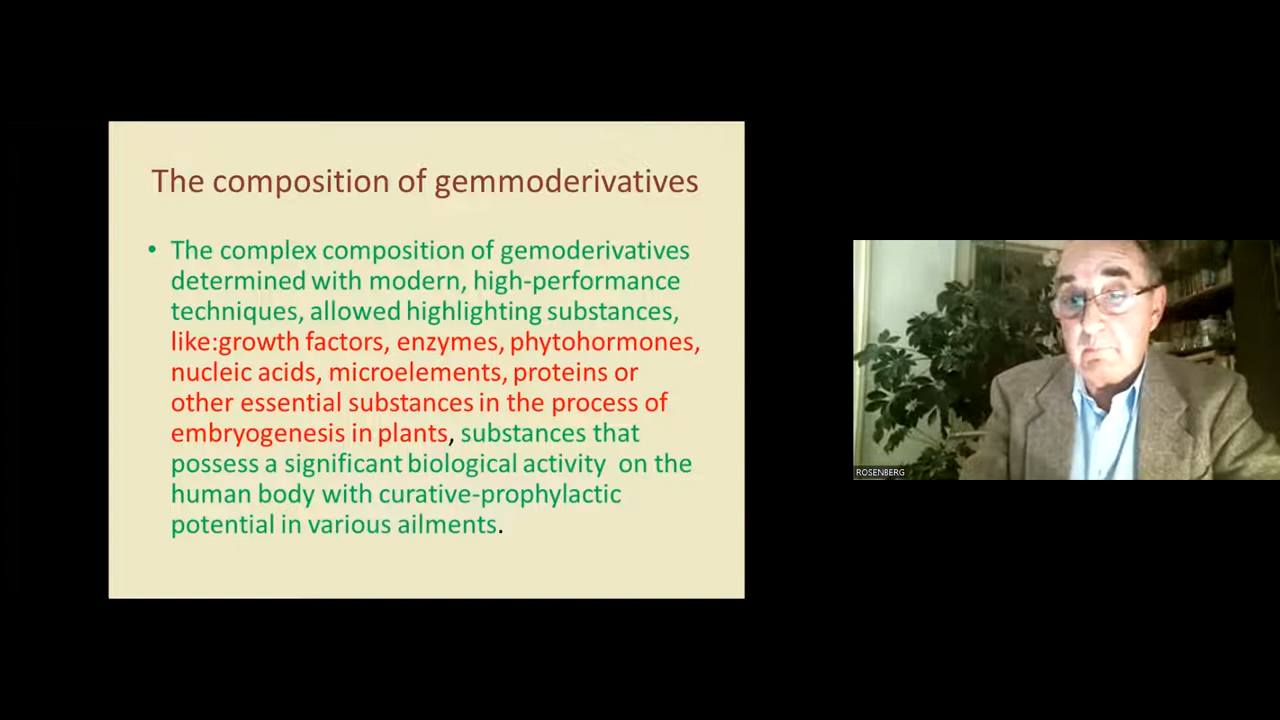 The composition of gemmoderivatives
• The complex composition of gemoderivatives
determined with modern, high-performance
techniques, allowed highlighting substances,
like:growth factors, enzymes, phytohormones,
nucleic acids, microelements, proteins or
other essential substances in the process of
embryogenesis in plants, substances that
possess a significant biological activity  on the
human body with curative-prophylactic
potential in various ailments.
ROSENBERG